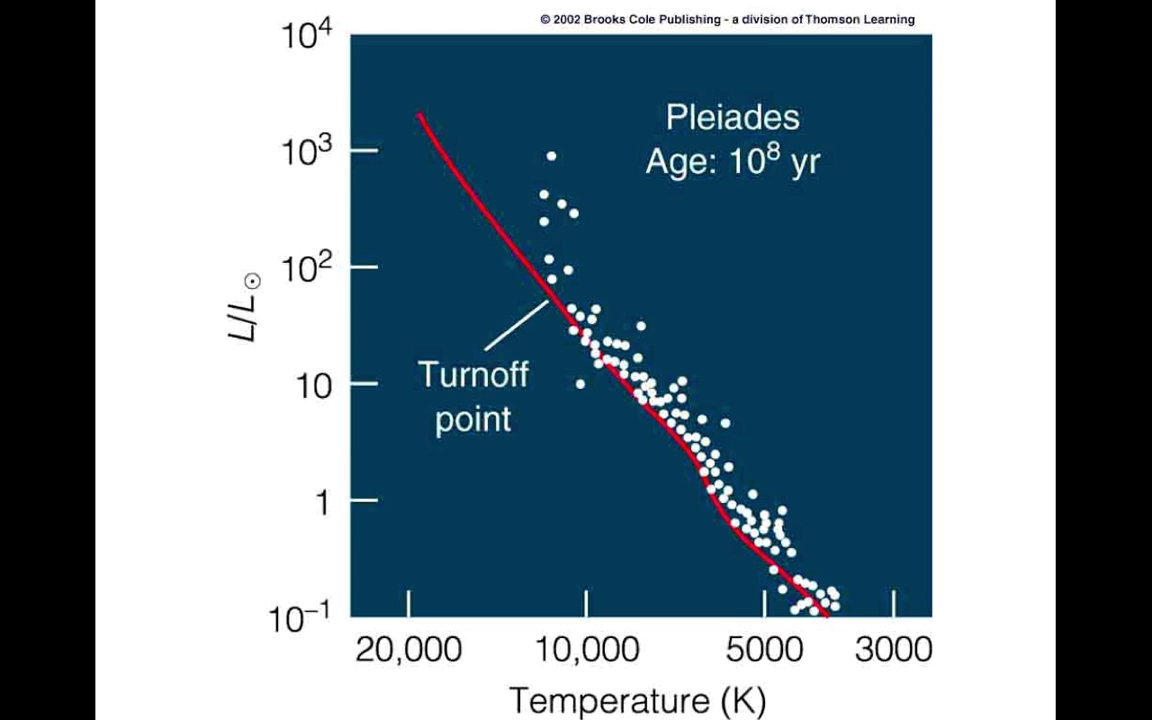 © 2002 Brooks Cole Publishing - a division of Thomson Learning
10⁴
Pleiades
Age: 10⁸ yr
10³
10²
L/L☉
Turnoff
point
10
1
10⁻¹
20,000 10,000 5000 3000
Temperature (K)